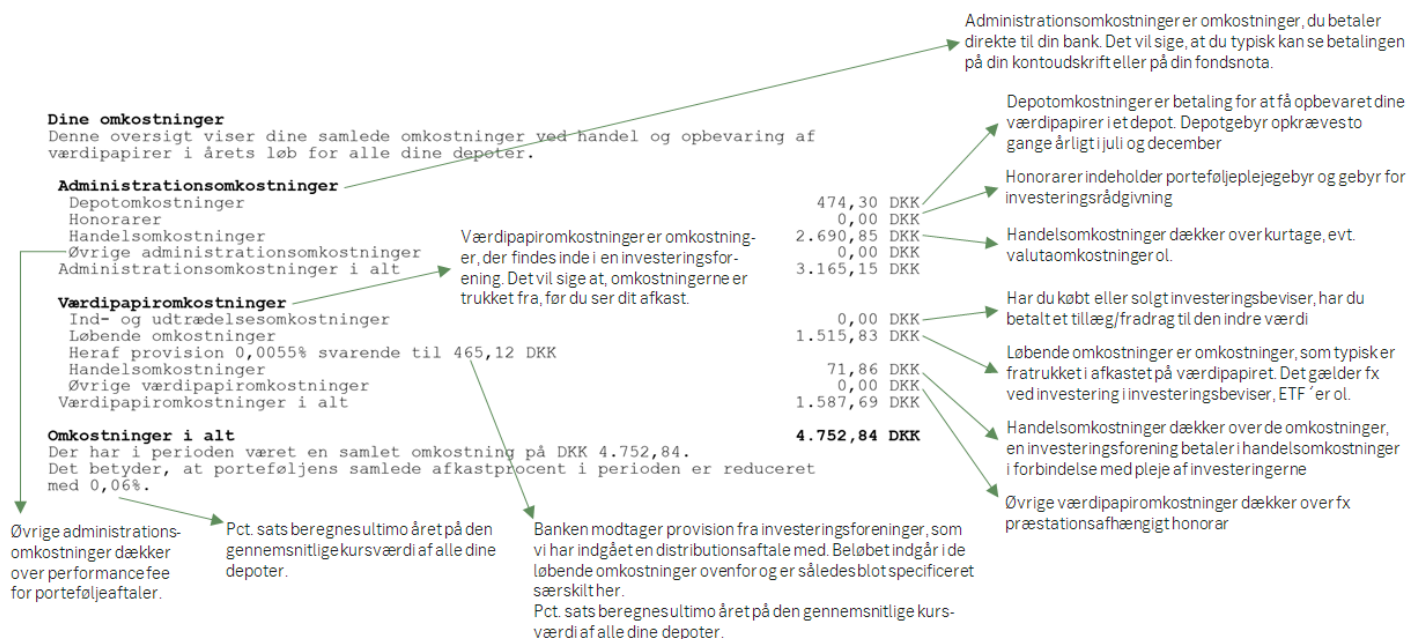 Administrationsomkostninger er omkostninger, du betaler
direkte til din bank. Det vil sige, at du typisk kan se betalingen
på din kontoudskrift eller på din fondsnota.
Dine omkostninger
Denne oversigt viser dine samlede omkostninger ved handel og opbevaring af
værdipapirer i årets løb for alle dine depoter.
Depotomkostninger er betaling for at få opbevaret dine
værdipapirer i et depot. Depotgebyr opkræves to
gange årligt i juli og december
Administrationsomkostninger
Depotomkostninger 474,30 DKK
Honorarer 0,00 DKK
Handelsomkostninger 2.690,85 DKK
Øvrige administrationsomkostninger 0,00 DKK
Administrationsomkostninger i alt 3.165,15 DKK
Honorarer indeholder porteføljeplejegebyr og gebyr for
investeringsrådgivning
Handelsomkostninger dækker over kurtage, evt.
valutaomkostninger ol.
Værdipapiromkostninger er omkostning-
er, der findes inde i en investeringsfor-
ening. Det vil sige at, omkostningerne er
trukket fra, før du ser dit afkast.
Værdipapiromkostninger
Ind- og udtrædelsesomkostninger 0,00 DKK
Løbende omkostninger 1.515,83 DKK
Heraf provision 0,0055% svarende til 465,12 DKK
Handelsomkostninger 71,86 DKK
Øvrige værdipapiromkostninger 0,00 DKK
Værdipapiromkostninger i alt 1.587,69 DKK
Har du købt eller solgt investeringsbeviser, har du
betalt et tillæg/fradrag til den indre værdi
Løbende omkostninger er omkostninger, som typisk er
fratrukket i afkastet på værdipapiret. Det gælder fx
ved investering i investeringsbeviser, ETF ´er ol.
Omkostninger i alt 4.752,84 DKK
Der har i perioden været en samlet omkostning på DKK 4.752,84.
Det betyder, at porteføljens samlede afkastprocent i perioden er reduceret
med 0,06%.
Handelsomkostninger dækker over de omkostninger,
en investeringsforening betaler i handelsomkostninger
i forbindelse med pleje af investeringerne
Øvrige værdipapiromkostninger dækker over fx
præstationsafhængigt honorar
Øvrige administrations-
omkostninger dækker
over performance fee
for porteføljeaftaler.
Pct. sats beregnes ultimo året på den
gennemsnitlige kursværdi af alle dine
depoter.
Banken modtager provision fra investeringsforeninger, som
vi har indgået en distributionsaftale med. Beløbet indgår i de
løbende omkostninger ovenfor og er således blot specificeret
særskilt her.
Pct. sats beregnes ultimo året på den gennemsnitlige kurs-
værdi af alle dine depoter.